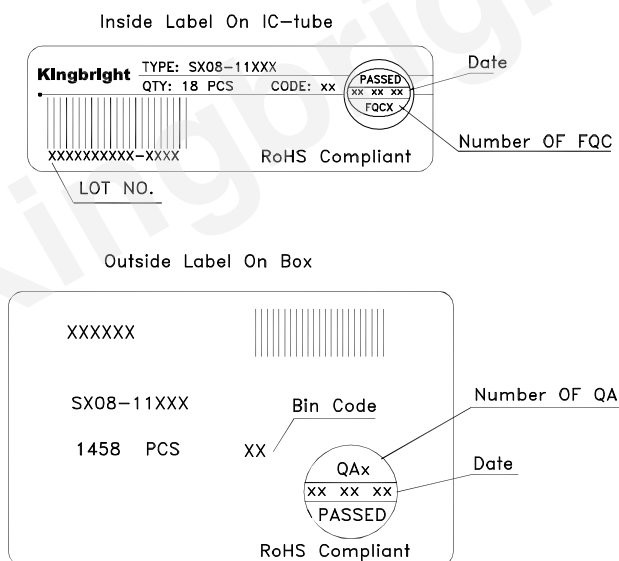 Inside Label On IC-tube
Kingbright
TYPE: SX08-11XXX
QTY: 18 PCS CODE: xx
PASSED
xx xx xx
FQCX
Date
Number OF FQC
XXXXXXXXXX-XXXX
RoHS Compliant
LOT NO.
Outside Label On Box
XXXXXX
SX08-11XXX
Bin Code
Number OF QA
1458 PCS
XX
QAx
XX XX XX
PASSED
Date
RoHS Compliant
Kingbright